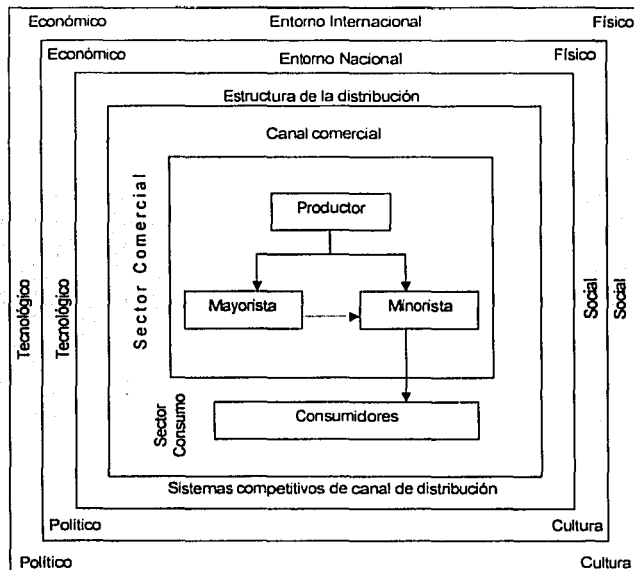 Económico Entorno Internacional Físico
Económico Entorno Nacional Físico
Estructura de la distribución
Canal comercial
Sector Comercial
Productor
Mayorista Minorista
Tecnológico Tecnológico Social Social
Sector Consumo
Consumidores
Sistemas competitivos de canal de distribución
Político Cultura
Político Cultura